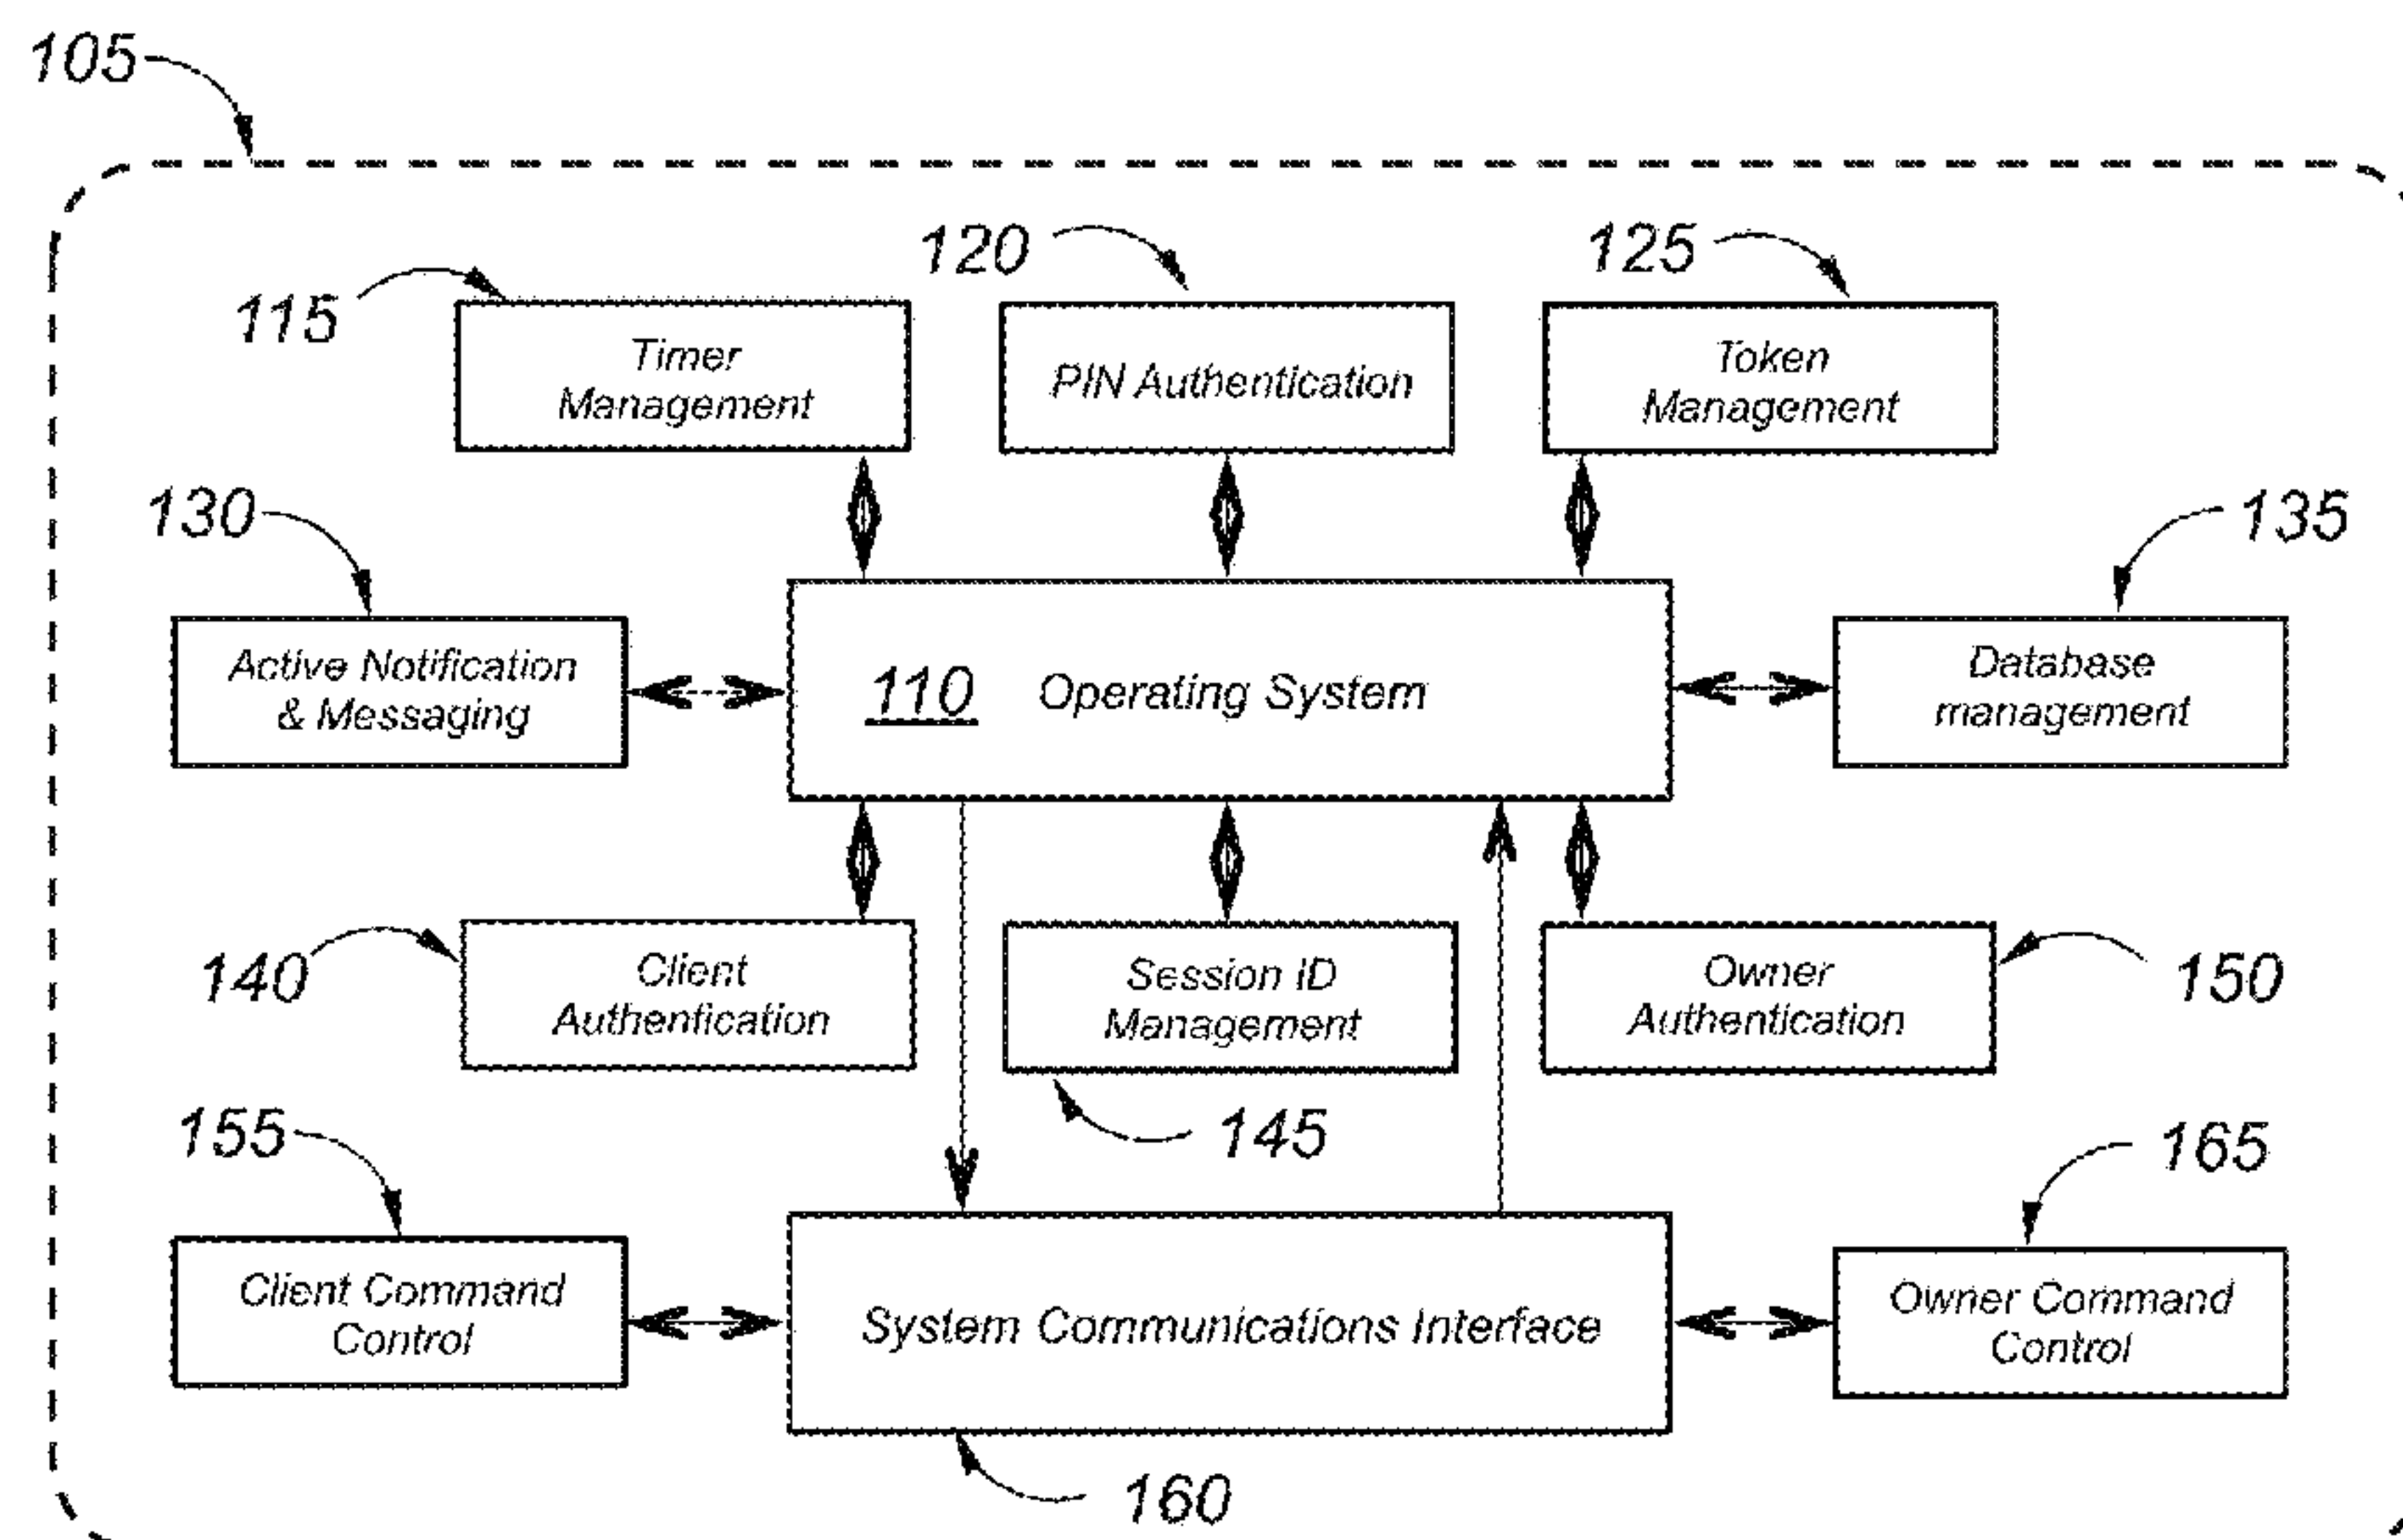 105
120
125
115
Timer
Management
PIN Authentication
Token
Management
130
135
Active Notification
& Messaging
110 Operating System
Database
management
140
Client
Authentication
Session ID
Management
Owner
Authentication
150
155
145
165
Client Command
Control
System Communications Interface
Owner Command
Control
160